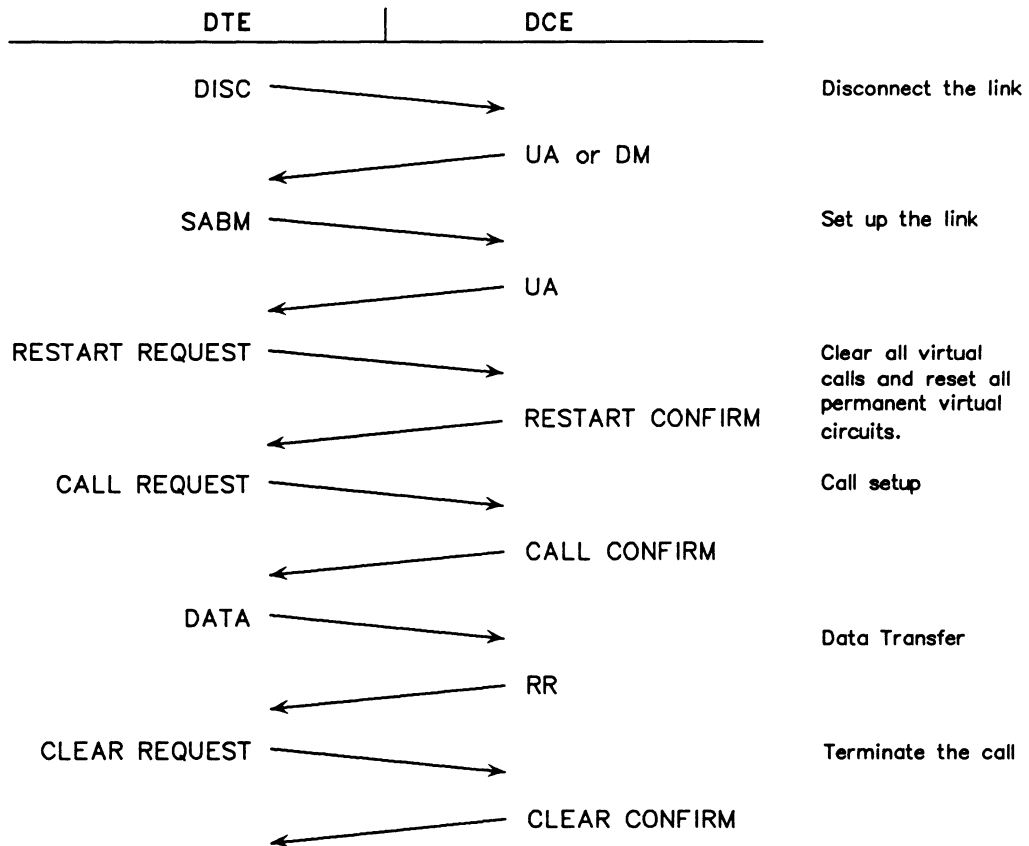 DTE DCE
DISC Disconnect the link
UA or DM
SABM Set up the link
UA
RESTART REQUEST Clear all virtual
calls and reset all
permanent virtual
RESTART CONFIRM circuits.
CALL REQUEST Call setup
CALL CONFIRM
DATA Data Transfer
RR
CLEAR REQUEST Terminate the call
CLEAR CONFIRM